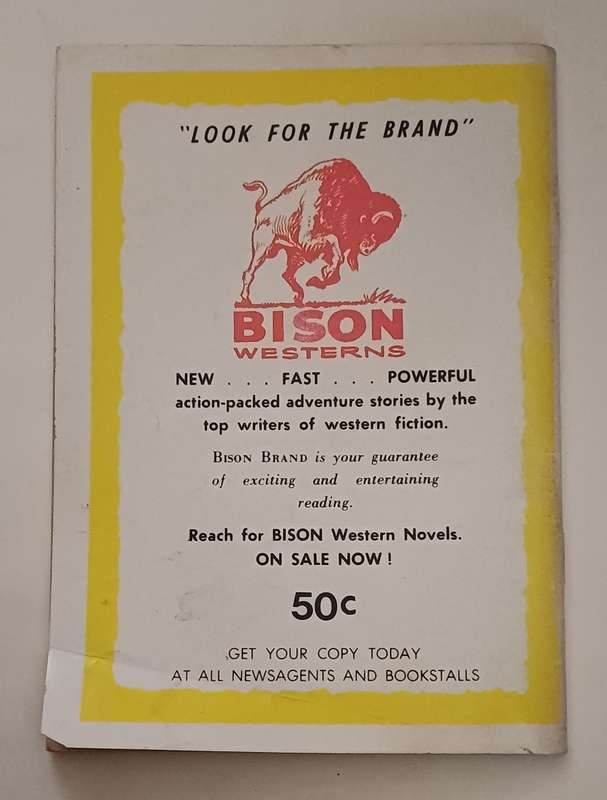 "LOOK FOR THE BRAND"
BISON
WESTERNS
NEW . . . FAST . . . POWERFUL
action-packed adventure stories by the
top writers of western fiction.
BISON BRAND is your guarantee
of exciting and entertaining
reading.
Reach for BISON Western Novels.
ON SALE NOW !
50c
GET YOUR COPY TODAY
AT ALL NEWSAGENTS AND BOOKSTALLS